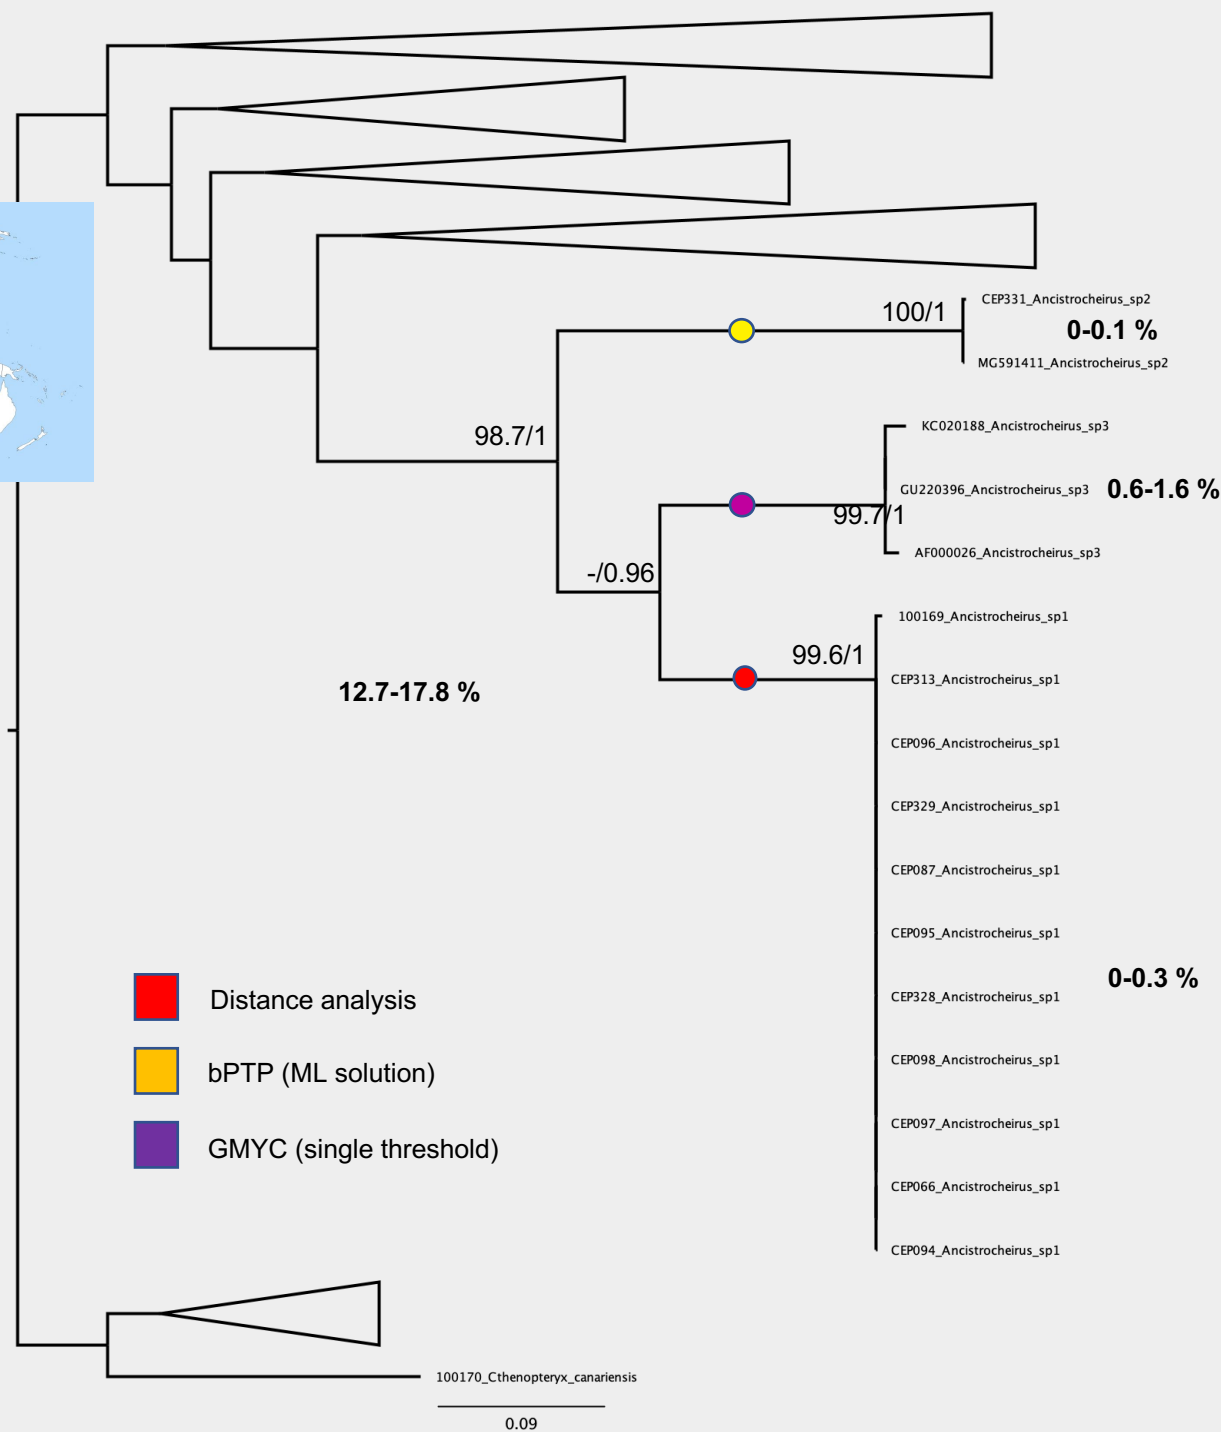 CEP331_Ancistrocheirus_sp2
100/1
0-0.1 %
MG591411_Ancistrocheirus_sp2
KC020188_Ancistrocheirus_sp3
98.7/1
GU220396_Ancistrocheirus_sp3
0.6-1.6 %
99.7/1
AF000026_Ancistrocheirus_sp3
-/0.96
100169_Ancistrocheirus_sp1
99.6/1
CEP313_Ancistrocheirus_sp1
12.7-17.8 %
CEP096_Ancistrocheirus_sp1
CEP329_Ancistrocheirus_sp1
CEP087_Ancistrocheirus_sp1
CEP095_Ancistrocheirus_sp1
0-0.3 %
CEP328_Ancistrocheirus_sp1
CEP098_Ancistrocheirus_sp1
CEP097_Ancistrocheirus_sp1
CEP066_Ancistrocheirus_sp1
CEP094_Ancistrocheirus_sp1
Distance analysis
bPTP (ML solution)
GMYC (single threshold)
100170_Cthenopteryx_canariensis
0.09